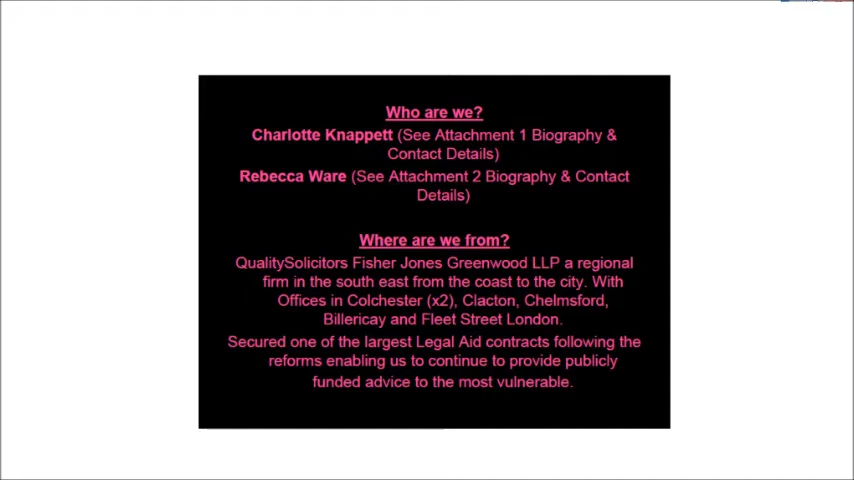 Who are we?
Charlotte Knappett (See Attachment 1 Biography &
Contact Details)
Rebecca Ware (See Attachment 2 Biography & Contact
Details)
Where are we from?
QualitySolicitors Fisher Jones Greenwood LLP a regional
firm in the south east from the coast to the city. With
Offices in Colchester (x2), Clacton, Chelmsford,
Billericay and Fleet Street London.
Secured one of the largest Legal Aid contracts following the
reforms enabling us to continue to provide publicly
funded advice to the most vulnerable.